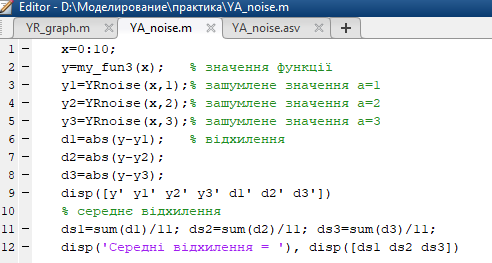 Editor - D:\Моделирование\практика\YA_noise.m
YR_graph.m YA_noise.m YA_noise.asv
1 x=0:10;
2 y=my_fun3(x); % значення функції
3 y1=YRnoise(x,1);% зашумлене значення a=1
4 y2=YRnoise(x,2);% зашумлене значення a=2
5 y3=YRnoise(x,3);% зашумлене значення a=3
6 d1=abs(y-y1); % відхилення
7 d2=abs(y-y2);
8 d3=abs(y-y3);
9 disp([y' y1' y2' y3' d1' d2' d3'])
10 % середнє відхилення
11 ds1=sum(d1)/11; ds2=sum(d2)/11; ds3=sum(d3)/11;
12 disp('Середні відхилення = '), disp([ds1 ds2 ds3])